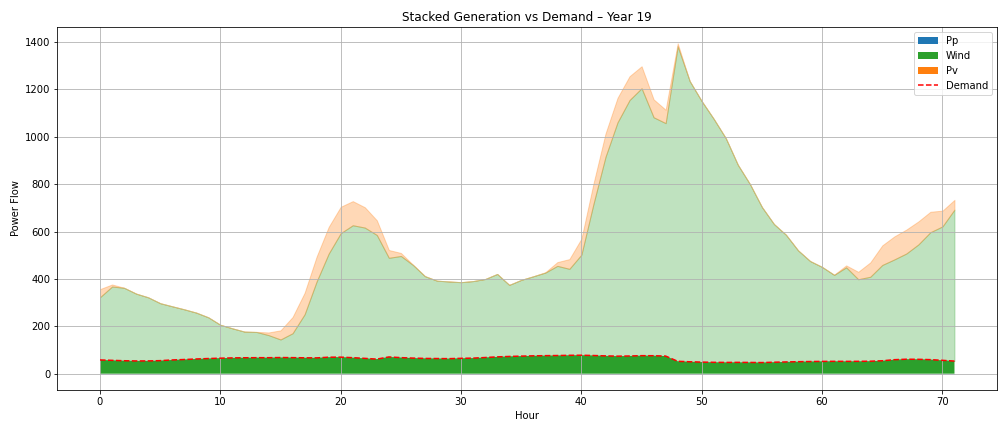 Stacked Generation vs Demand – Year 19
Pp
Wind
Pv
Demand
Power Flow
1400
1200
1000
800
600
400
200
0
0 10 20 30 40 50 60 70
Hour